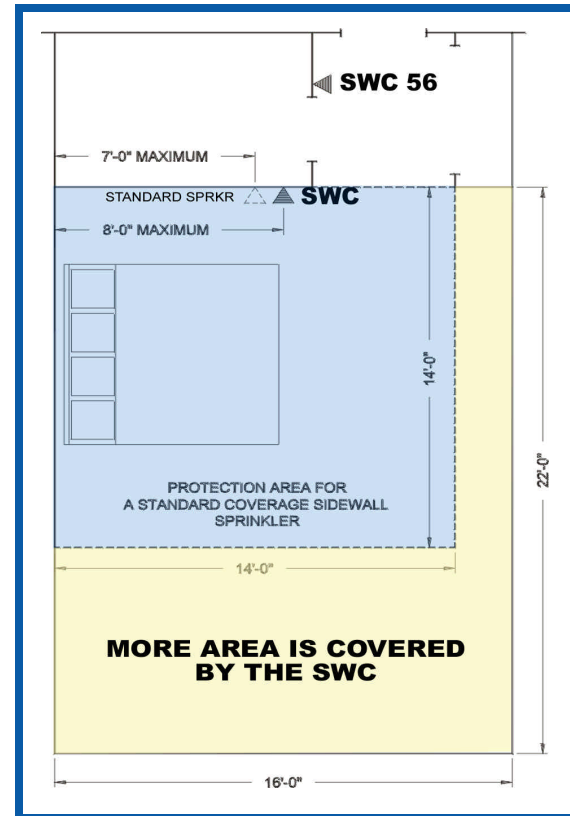 SWC 56
7'-0" MAXIMUM
STANDARD SPRKR
SWC
8'-0" MAXIMUM
14'-0"
22'-0"
PROTECTION AREA FOR
A STANDARD COVERAGE SIDEWALL
SPRINKLER
14'-0"
MORE AREA IS COVERED
BY THE SWC
16'-0"